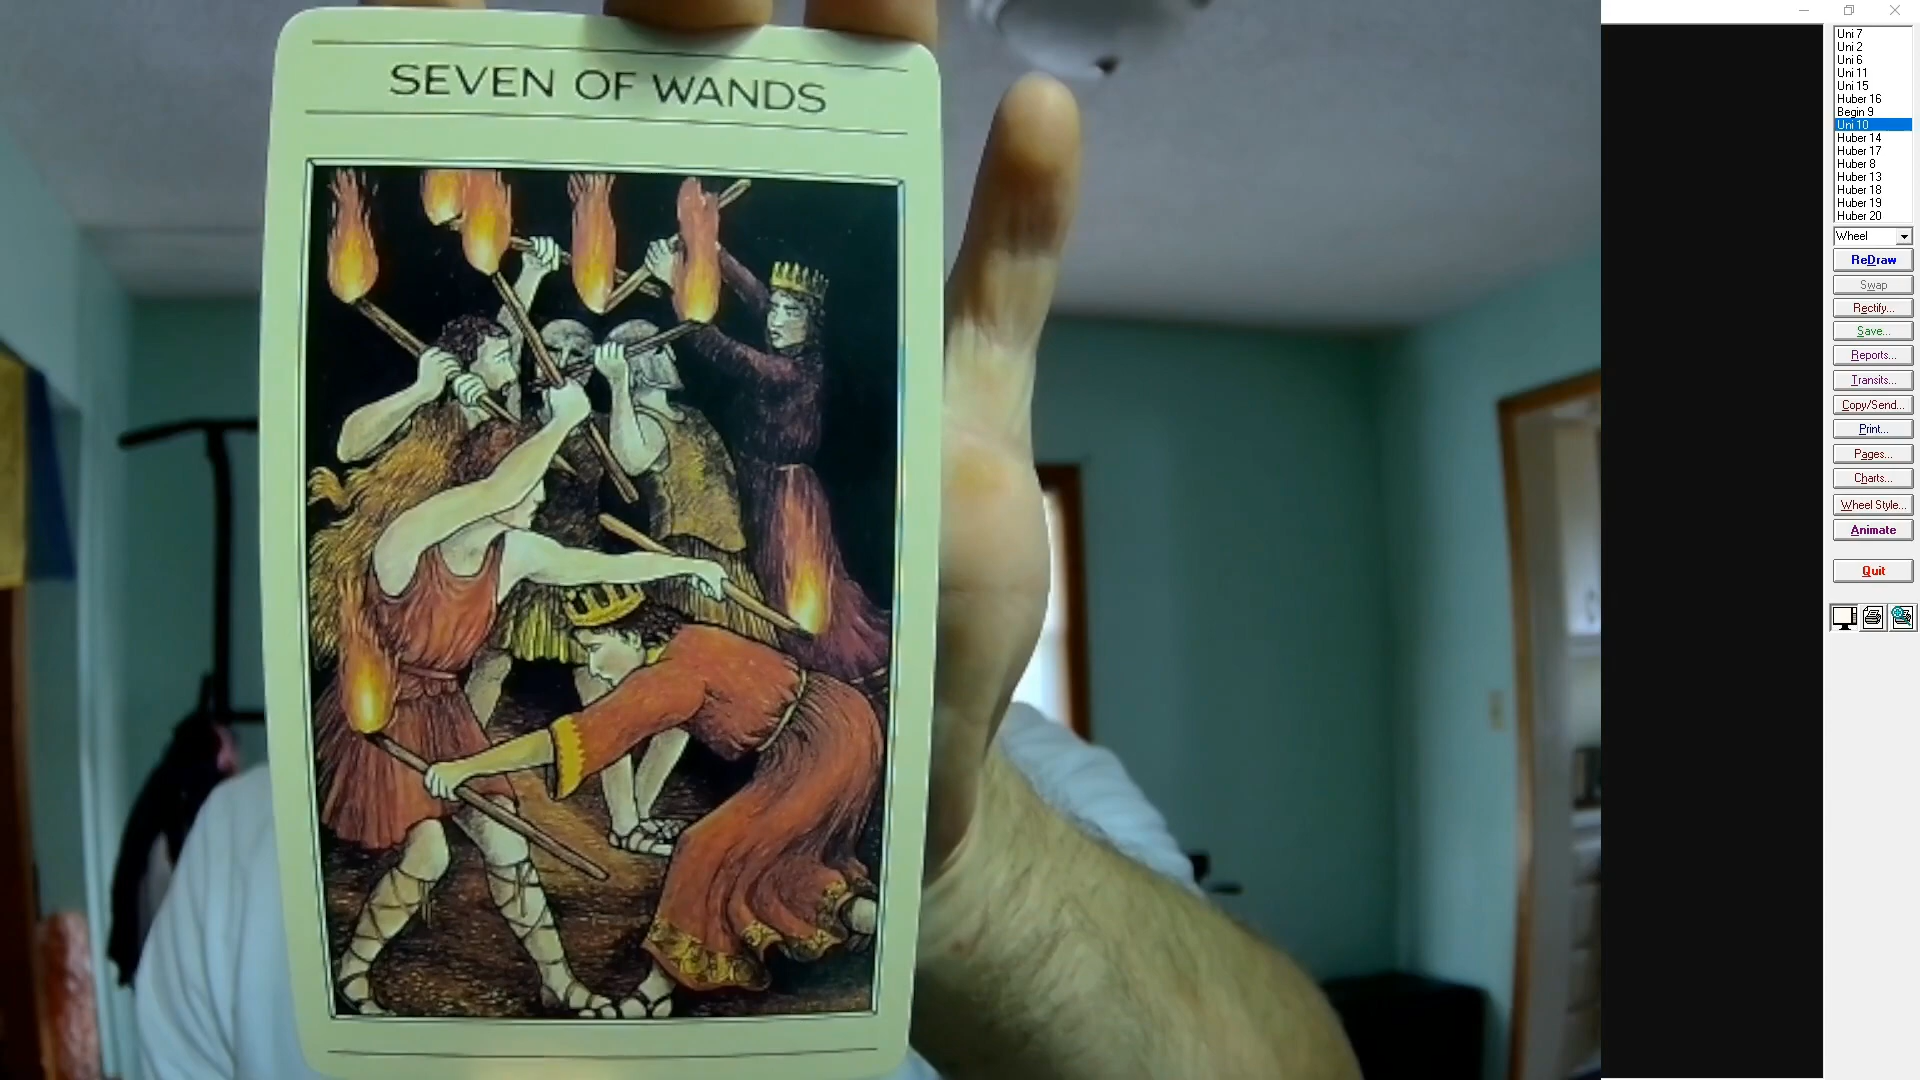 SEVEN OF WANDS
Uni 7
Uni 2
Uni 6
Uni 11
Uni 15
Huber 16
Begin 9
Uni 10
Huber 14
Huber 17
Huber 8
Huber 13
Huber 18
Huber 19
Huber 20
Wheel
ReDraw
Swap
Rectify...
Save...
Reports...
Transits...
Copy/Send...
Print...
Pages...
Charts...
Wheel Style...
Animate
Quit